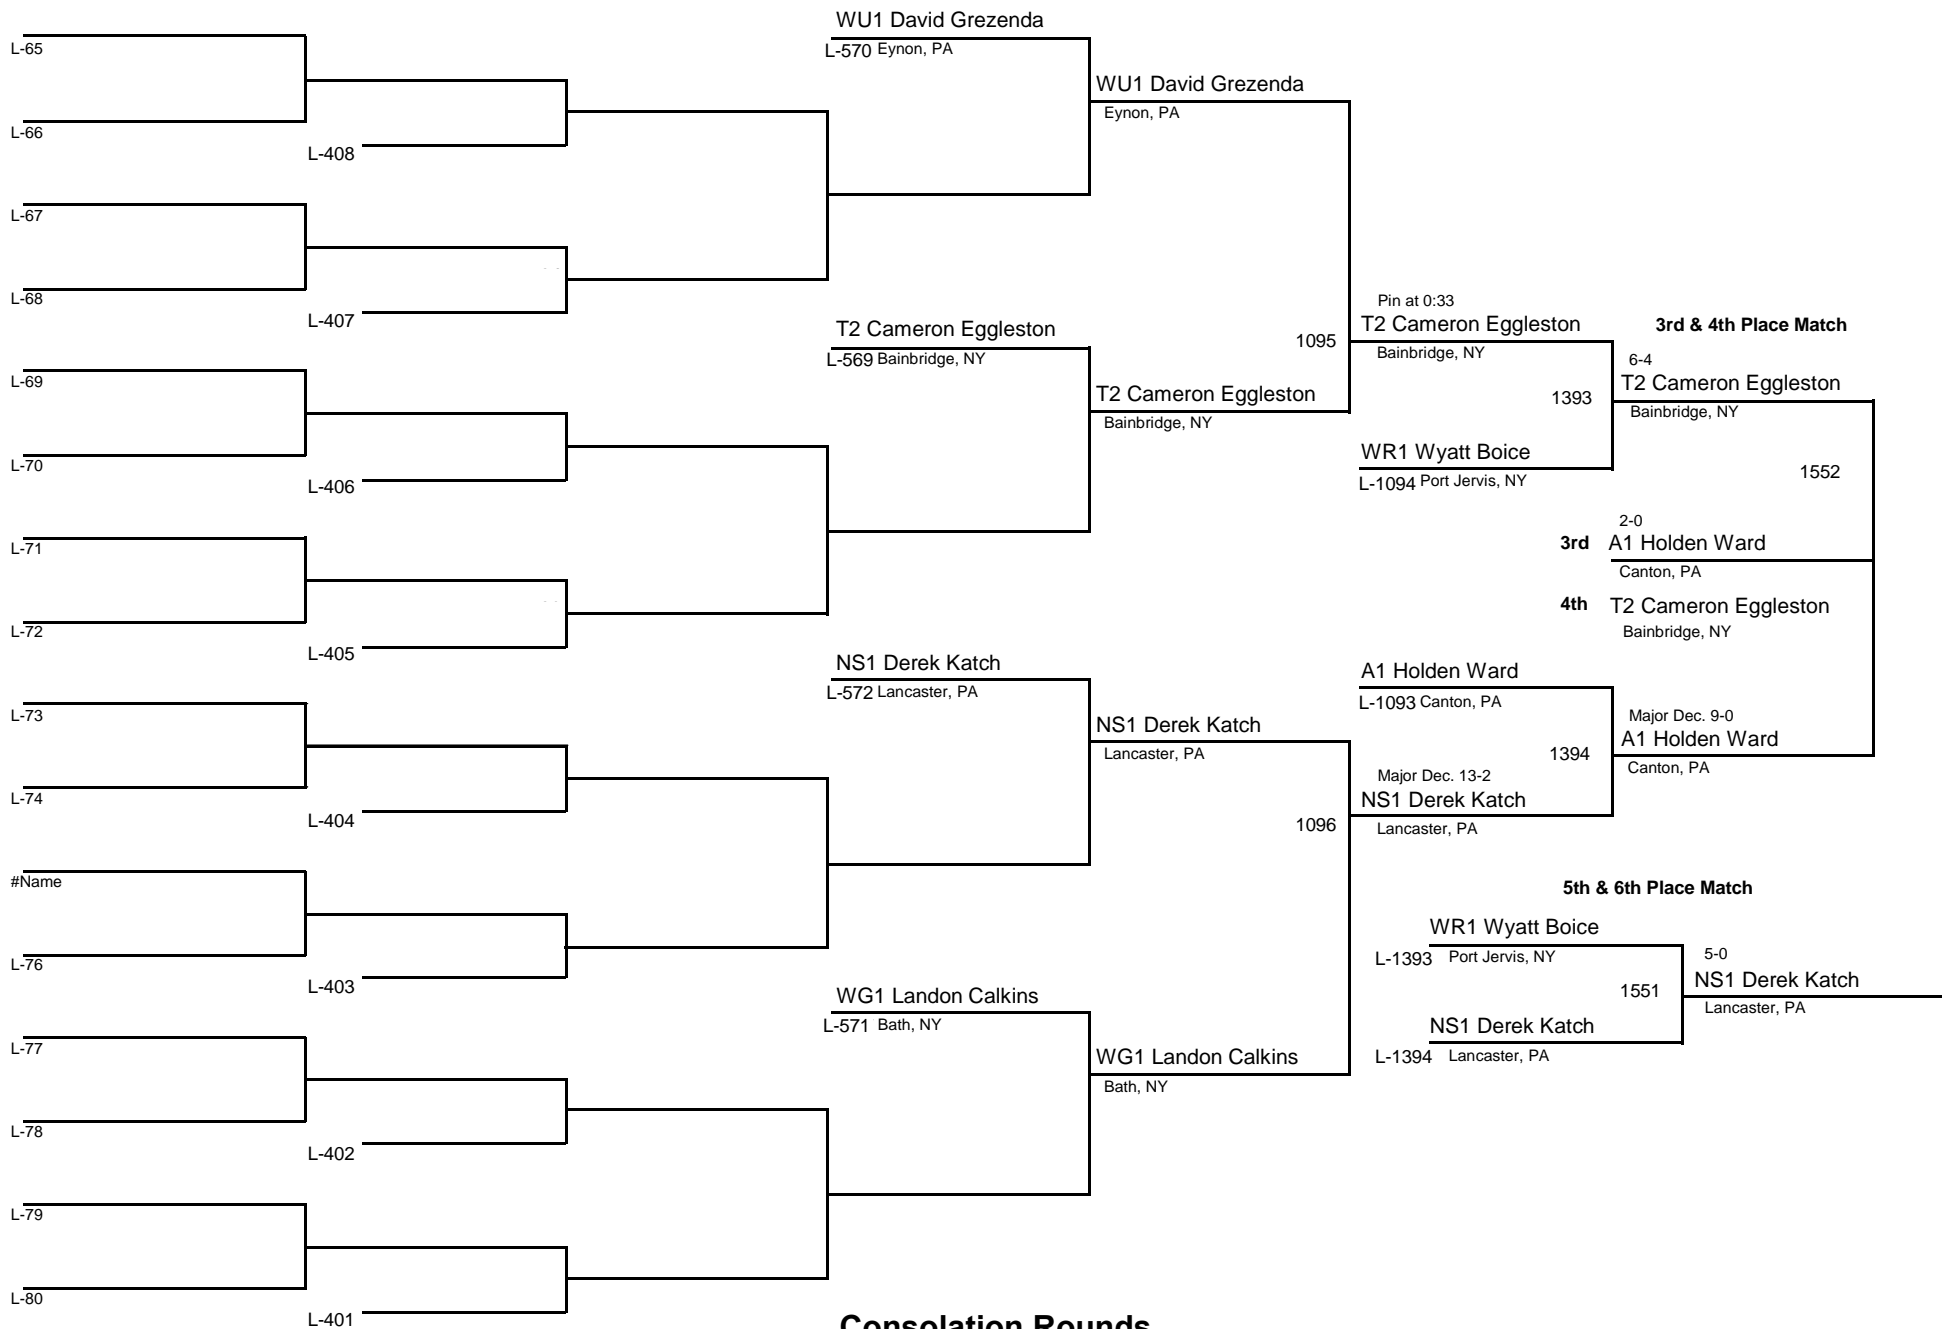 L-65
L-66
L-408
L-67
L-68
L-407
L-69
L-70
L-406
L-71
L-72
L-405
L-73
L-74
L-404
#Name
L-76
L-403
L-77
L-78
L-402
L-79
L-80
L-401
WU1 David Grezenda
L-570 Eynon, PA
T2 Cameron Eggleston
L-569 Bainbridge, NY
NS1 Derek Katch
L-572 Lancaster, PA
WG1 Landon Calkins
L-571 Bath, NY
WU1 David Grezenda
Eynon, PA
1095
T2 Cameron Eggleston
Bainbridge, NY
NS1 Derek Katch
Lancaster, PA
1096
WG1 Landon Calkins
Bath, NY
Pin at 0:33
T2 Cameron Eggleston
Bainbridge, NY
1393
WR1 Wyatt Boice
L-1094 Port Jervis, NY
A1 Holden Ward
L-1093 Canton, PA
1394
Major Dec. 13-2
NS1 Derek Katch
Lancaster, PA
3rd & 4th Place Match
6-4
T2 Cameron Eggleston
Bainbridge, NY
1552
2-0
3rd A1 Holden Ward
Canton, PA
4th T2 Cameron Eggleston
Bainbridge, NY
Major Dec. 9-0
A1 Holden Ward
Canton, PA
5th & 6th Place Match
WR1 Wyatt Boice
L-1393 Port Jervis, NY
1551
NS1 Derek Katch
L-1394 Lancaster, PA
5-0
NS1 Derek Katch
Lancaster, PA
Consolation Rounds